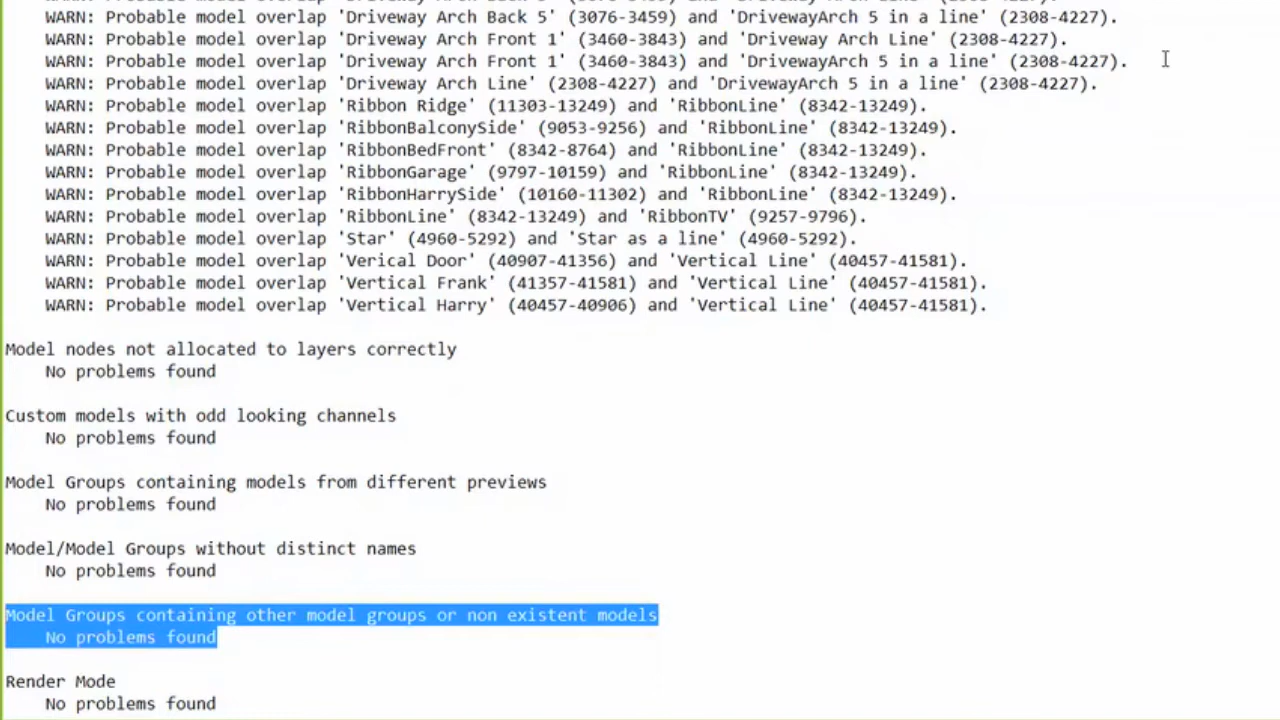 WARN: Probable model overlap 'Driveway Arch Back 5' (3076-3459) and 'DrivewayArch 5 in a line' (2308-4227).
WARN: Probable model overlap 'Driveway Arch Front 1' (3460-3843) and 'Driveway Arch Line' (2308-4227).
WARN: Probable model overlap 'Driveway Arch Front 1' (3460-3843) and 'DrivewayArch 5 in a line' (2308-4227).
WARN: Probable model overlap 'Driveway Arch Line' (2308-4227) and 'DrivewayArch 5 in a line' (2308-4227).
WARN: Probable model overlap 'Ribbon Ridge' (11303-13249) and 'RibbonLine' (8342-13249).
WARN: Probable model overlap 'RibbonBalconySide' (9053-9256) and 'RibbonLine' (8342-13249).
WARN: Probable model overlap 'RibbonBedFront' (8342-8764) and 'RibbonLine' (8342-13249).
WARN: Probable model overlap 'RibbonGarage' (9797-10159) and 'RibbonLine' (8342-13249).
WARN: Probable model overlap 'RibbonHarrySide' (10160-11302) and 'RibbonLine' (8342-13249).
WARN: Probable model overlap 'RibbonLine' (8342-13249) and 'RibbonTV' (9257-9796).
WARN: Probable model overlap 'Star' (4960-5292) and 'Star as a line' (4960-5292).
WARN: Probable model overlap 'Verical Door' (40907-41356) and 'Vertical Line' (40457-41581).
WARN: Probable model overlap 'Vertical Frank' (41357-41581) and 'Vertical Line' (40457-41581).
WARN: Probable model overlap 'Vertical Harry' (40457-40906) and 'Vertical Line' (40457-41581).
Model nodes not allocated to layers correctly
No problems found
Custom models with odd looking channels
No problems found
Model Groups containing models from different previews
No problems found
Model/Model Groups without distinct names
No problems found
Model Groups containing other model groups or non existent models
No problems found
Render Mode
No problems found